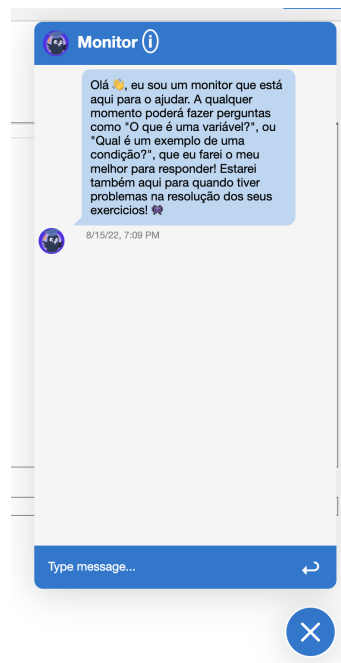 Monitor ⓘ
Olá 👋, eu sou um monitor que está
aqui para o ajudar. A qualquer
momento poderá fazer perguntas
como "O que é uma variável?", ou
"Qual é um exemplo de uma
condição?", que eu farei o meu
melhor para responder! Estarei
também aqui para quando tiver
problemas na resolução dos seus
exercicios!
8/15/22, 7:09 PM
Type message...